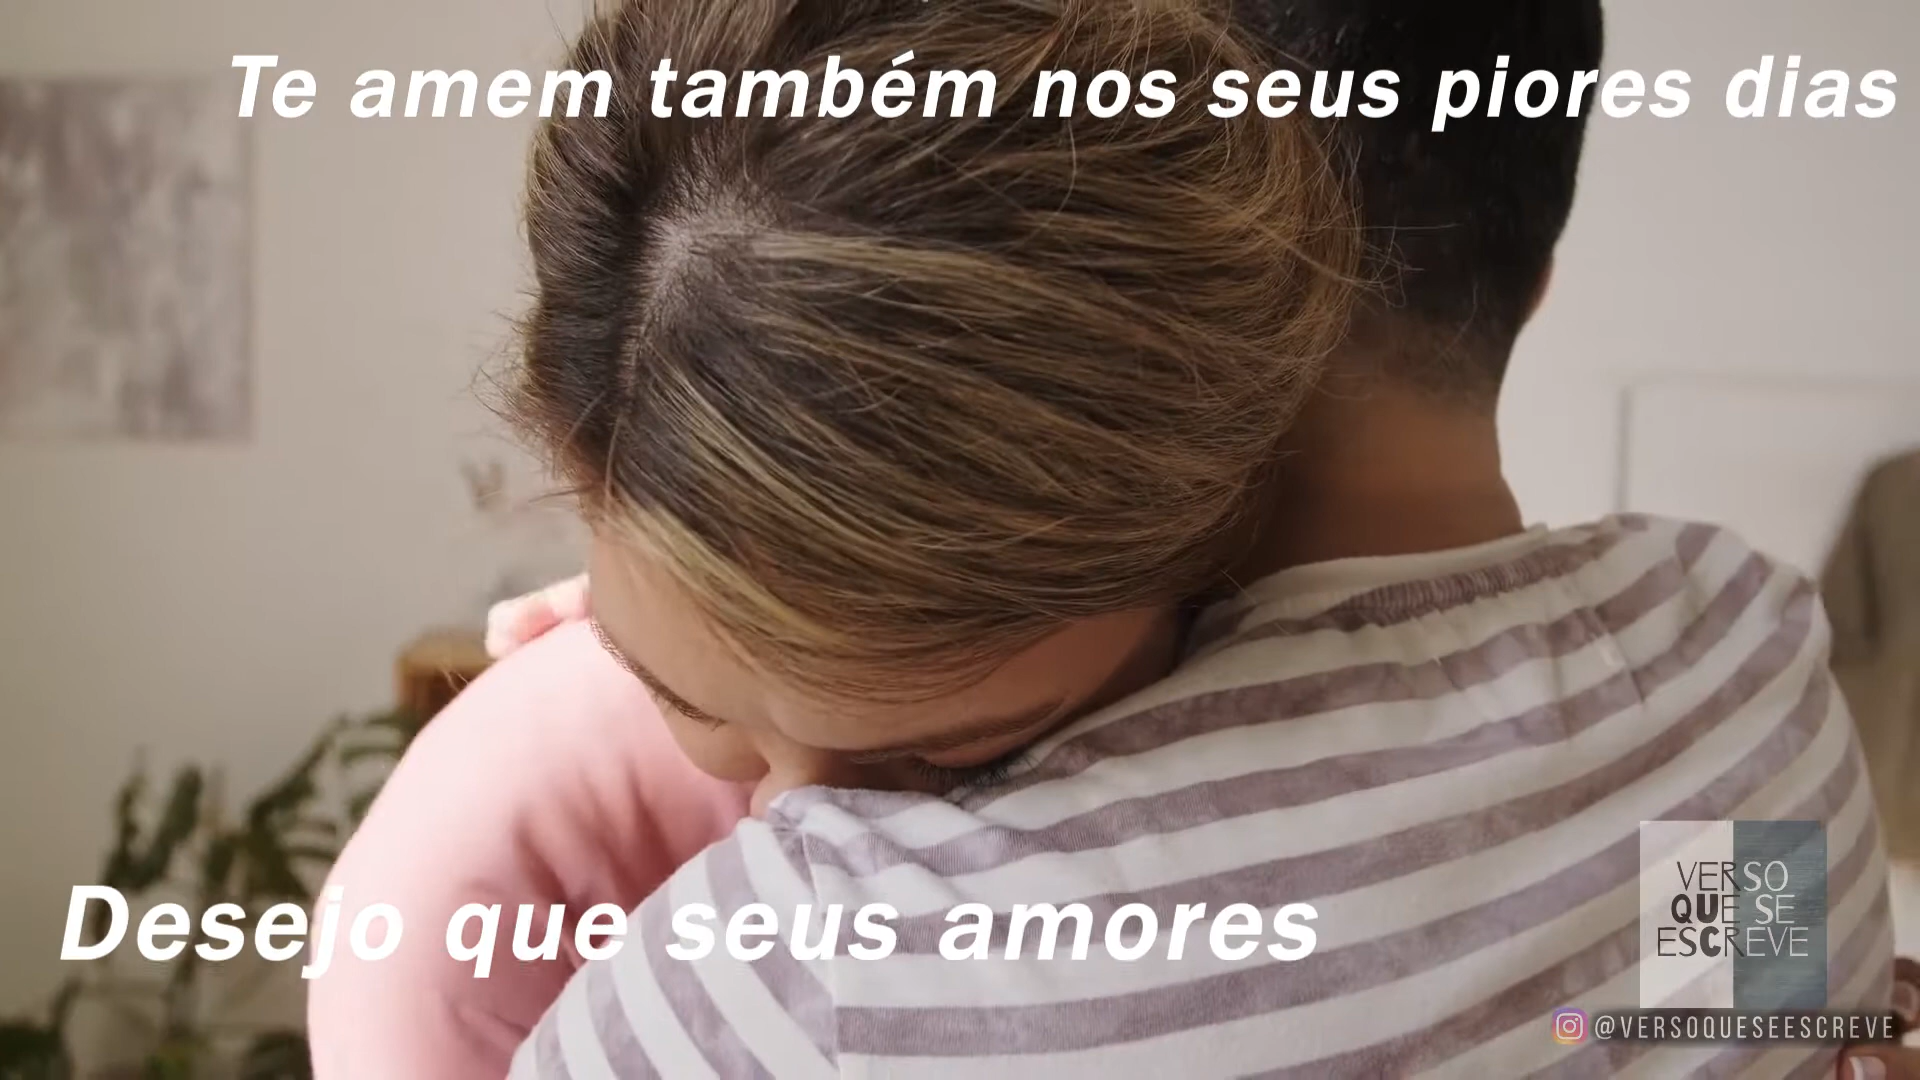 Te amem também nos seus piores dias
Desejo que seus amores
VERSO
QUE SE
ESCREVE
@VERSOQUESEESCREVE